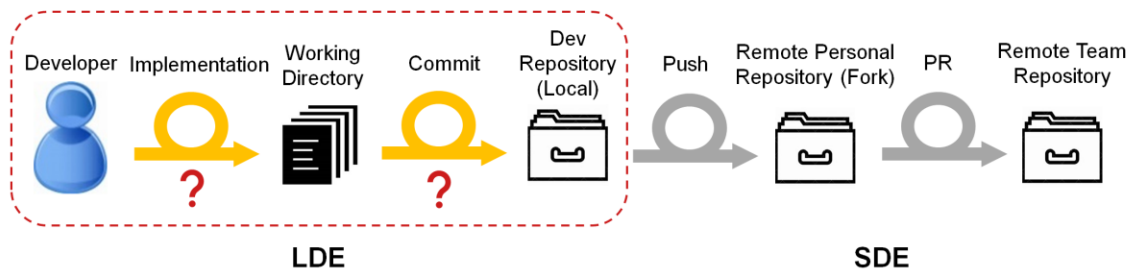 Developer
Implementation
Working
Directory
Commit
Dev
Repository
(Local)
Push
Remote Personal
Repository (Fork)
PR
Remote Team
Repository
?
?
LDE
SDE